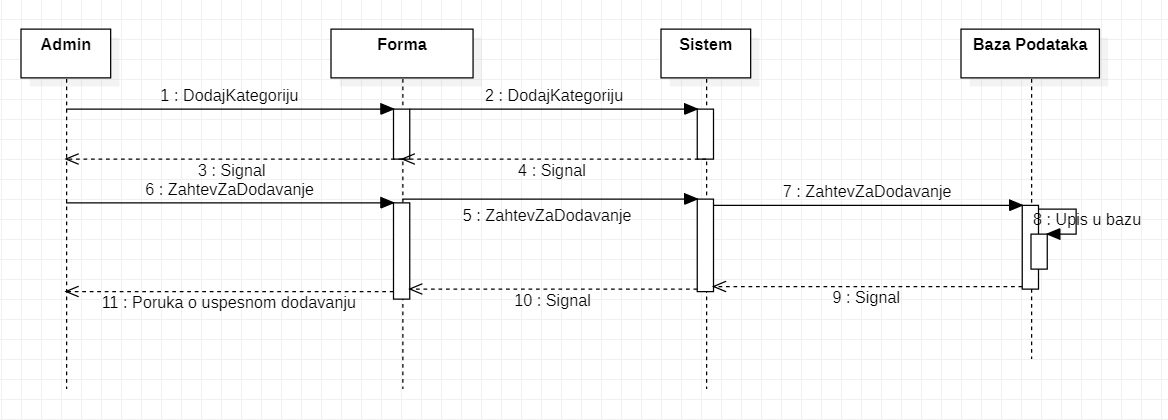 Admin
Forma
Sistem
Baza Podataka
1 : DodajKategoriju
2 : DodajKategoriju
3 : Signal
4 : Signal
6 : ZahtevZaDodavanje
5 : ZahtevZaDodavanje
7 : ZahtevZaDodavanje
8 : Upis u bazu
11 : Poruka o uspesnom dodavanju
10 : Signal
9 : Signal